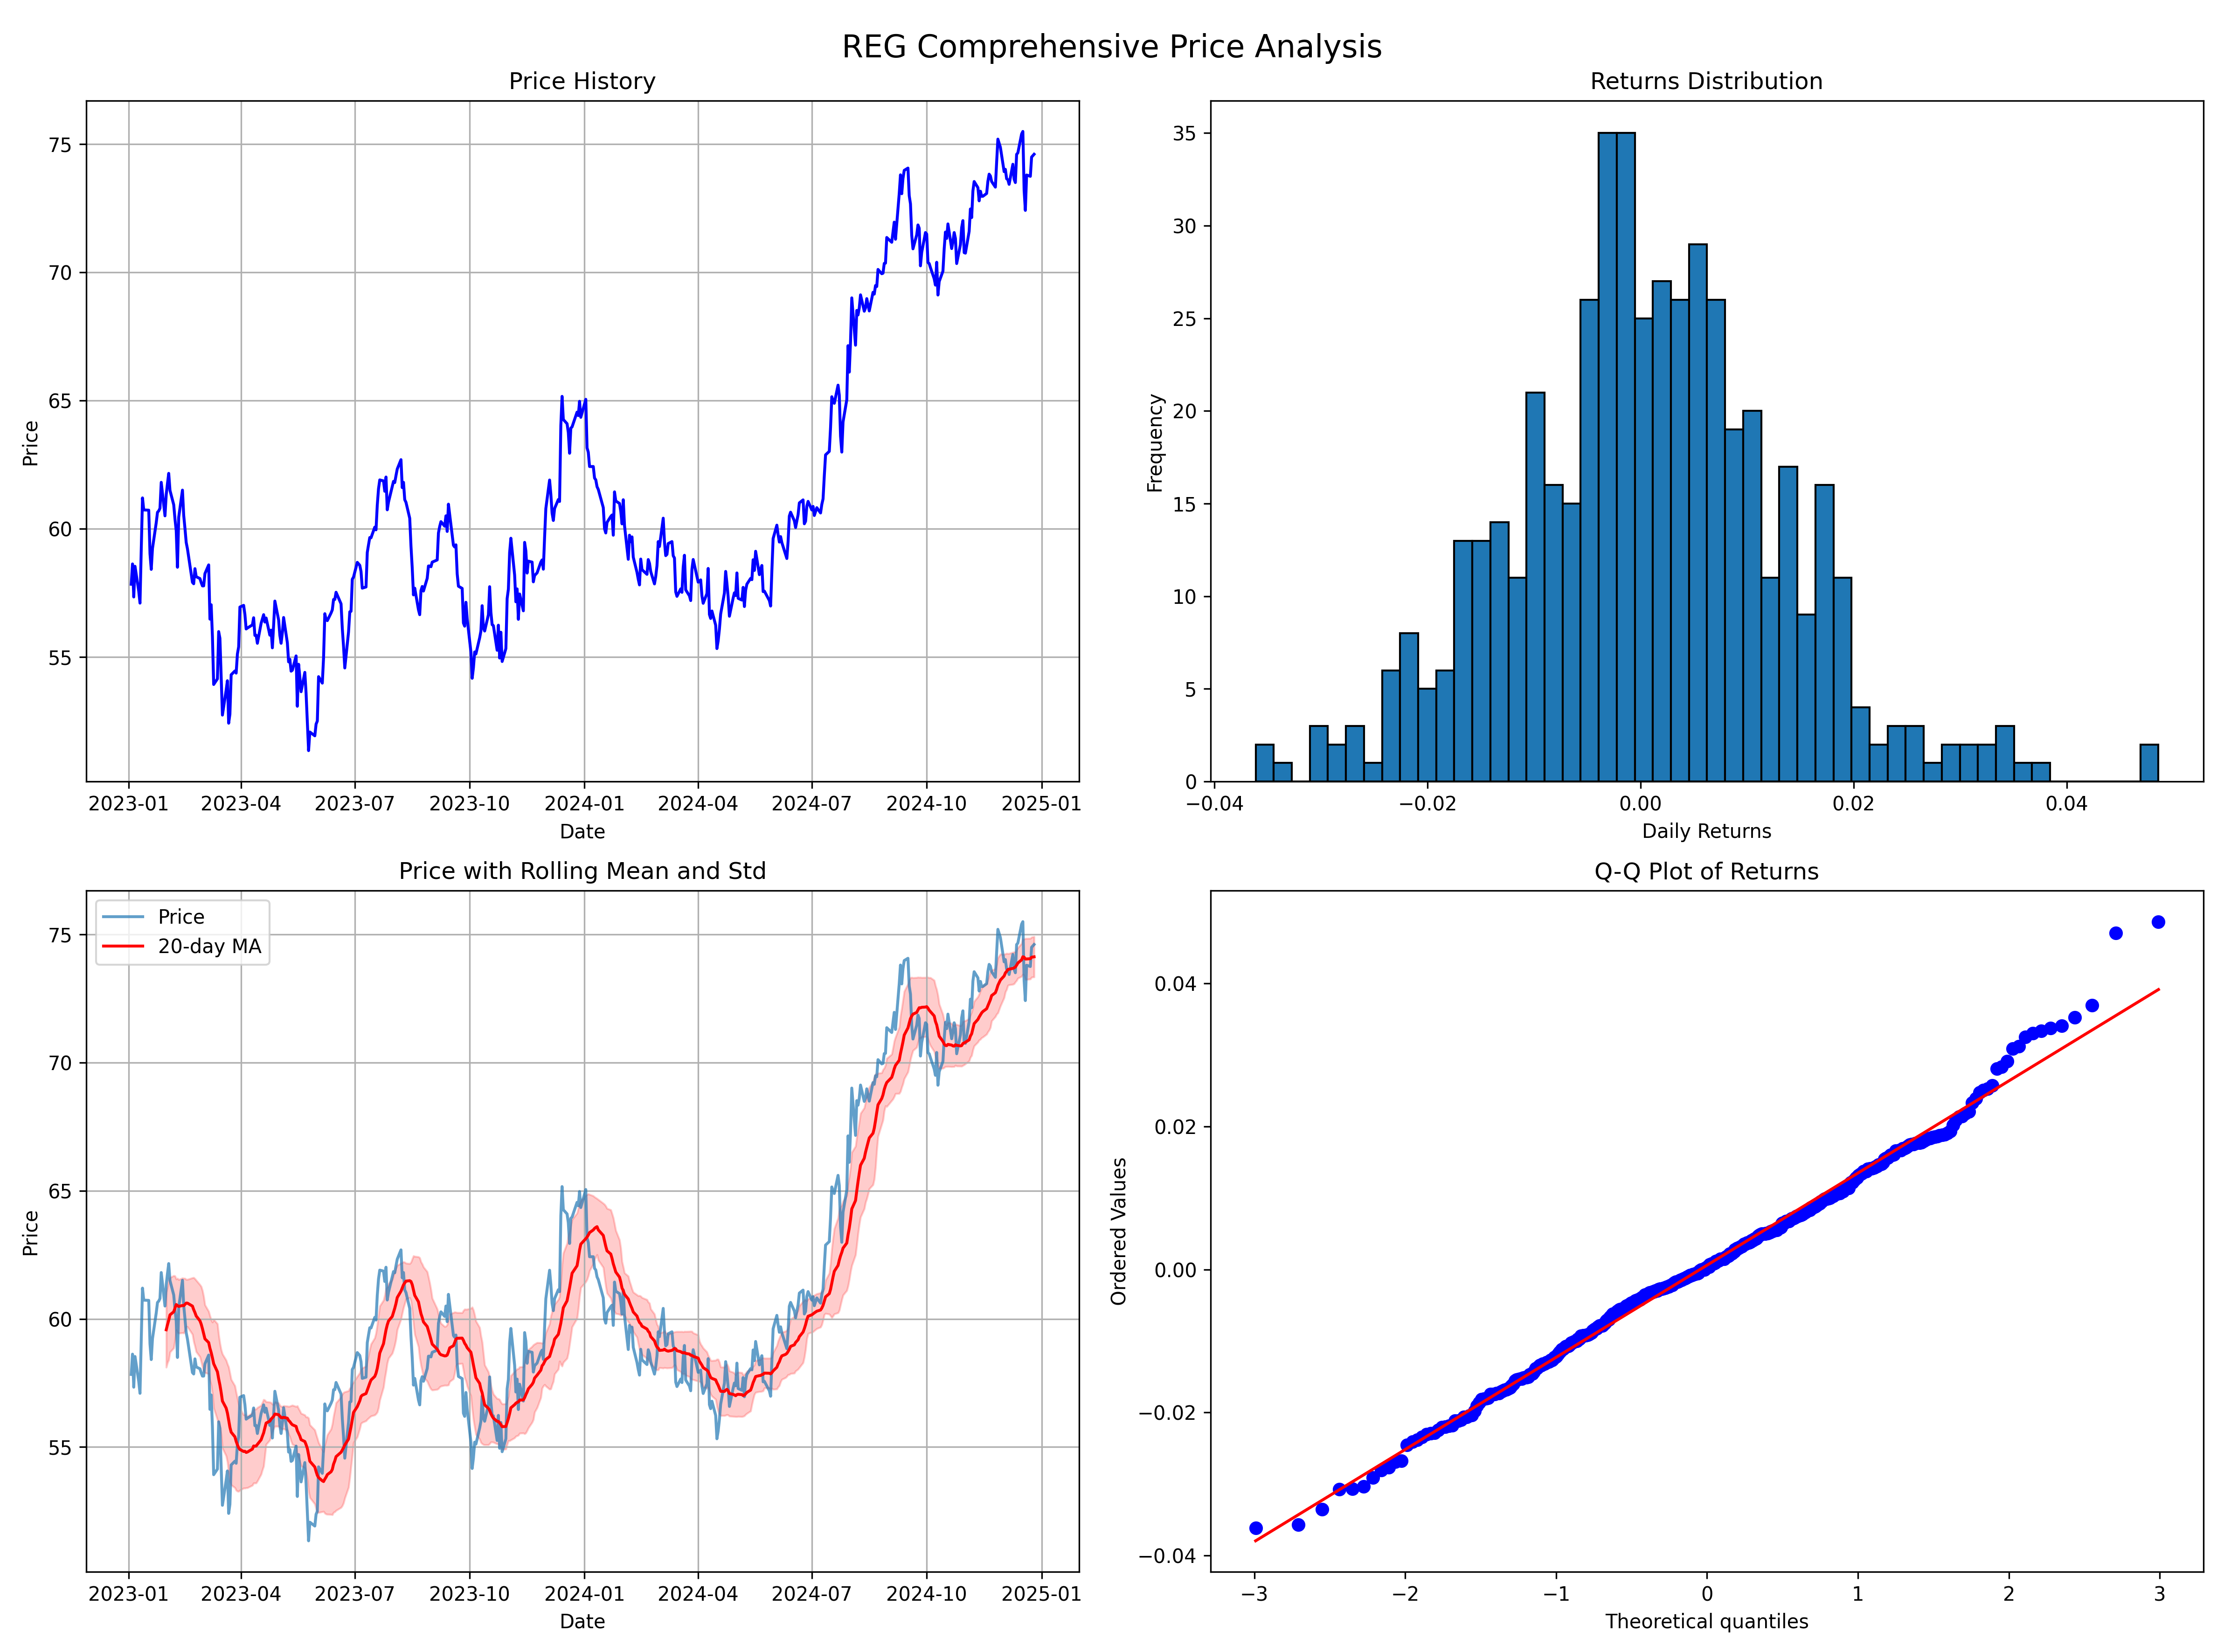 REG Comprehensive Price Analysis
Price History
75
70
65
60
55
Price
2023-01 2023-04 2023-07 2023-10 2024-01 2024-04 2024-07 2024-10 2025-01
Date
Returns Distribution
35
30
25
20
15
10
5
0
Frequency
−0.04 −0.02 0.00 0.02 0.04
Daily Returns
Price with Rolling Mean and Std
Price
20-day MA
75
70
65
60
55
Price
2023-01 2023-04 2023-07 2023-10 2024-01 2024-04 2024-07 2024-10 2025-01
Date
Q-Q Plot of Returns
0.04
0.02
0.00
−0.02
−0.04
Ordered Values
−3 −2 −1 0 1 2 3
Theoretical quantiles